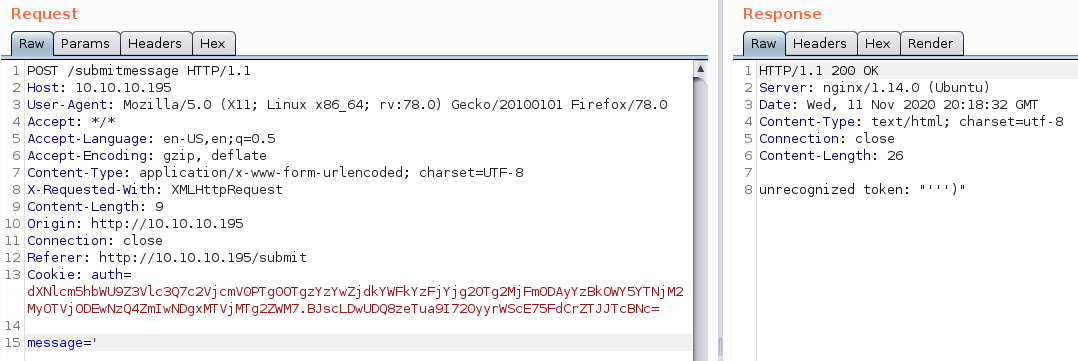 Request
Raw
Params
Headers
Hex
1 POST /submitmessage HTTP/1.1
2 Host: 10.10.10.195
3 User-Agent: Mozilla/5.0 (X11; Linux x86_64; rv:78.0) Gecko/20100101 Firefox/78.0
4 Accept: */*
5 Accept-Language: en-US,en;q=0.5
6 Accept-Encoding: gzip, deflate
7 Content-Type: application/x-www-form-urlencoded; charset=UTF-8
8 X-Requested-With: XMLHttpRequest
9 Content-Length: 9
10 Origin: http://10.10.10.195
11 Connection: close
12 Referer: http://10.10.10.195/submit
13 Cookie: auth=
dXNlcm5hbWU9Z3Vlc3Q7c2VjcmV0PTg0OTgzYzYwZjdkYWFkYzFjYjg2OTg2MjFmODAyYzBkOWY5YTNjM2
MyOTVjODEwNzQ4ZmIwNDgxMTVjMTg2ZWM7.BJscLDwUDQ8zeTua9I720yyrWScE75FdCrZTJJTcBNc=
14
15 message='
Response
Raw
Headers
Hex
Render
1 HTTP/1.1 200 OK
2 Server: nginx/1.14.0 (Ubuntu)
3 Date: Wed, 11 Nov 2020 20:18:32 GMT
4 Content-Type: text/html; charset=utf-8
5 Connection: close
6 Content-Length: 26
7
8 unrecognized token: "''')"